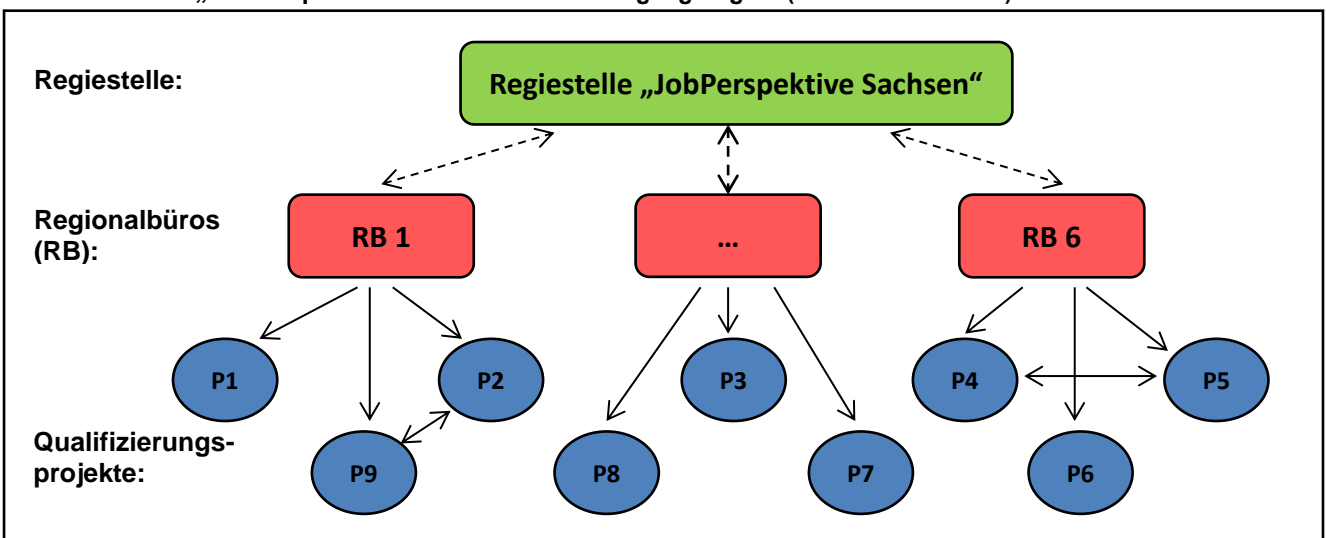 Regiestelle:
Regiestelle „JobPerspektive Sachsen“
Regionalbüros
(RB):
RB 1
...
RB 6
P1
P2
P3
P4
P5
Qualifizierungs-
projekte:
P9
P8
P7
P6